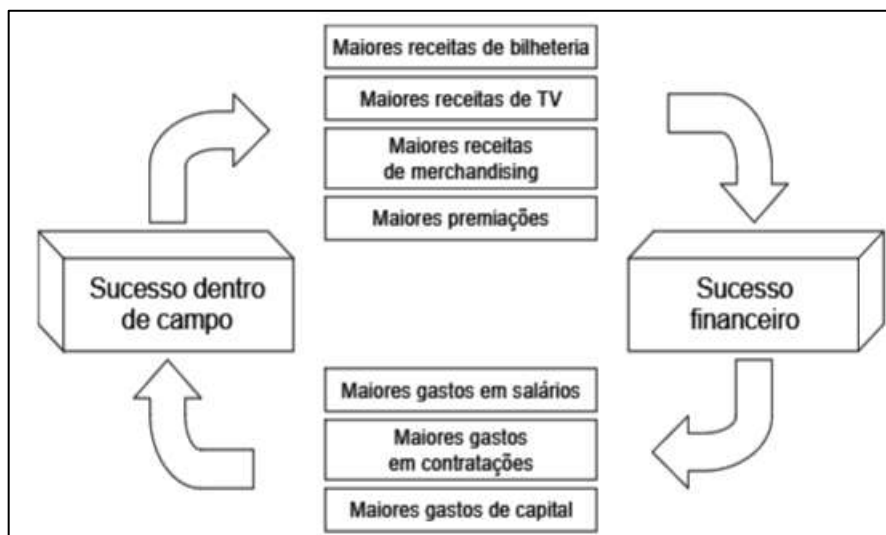 Maiores receitas de bilheteria
Maiores receitas de TV
Maiores receitas
de merchandising
Maiores premiações
Sucesso dentro
de campo
Sucesso
financeiro
Maiores gastos em salários
Maiores gastos
em contratações
Maiores gastos de capital